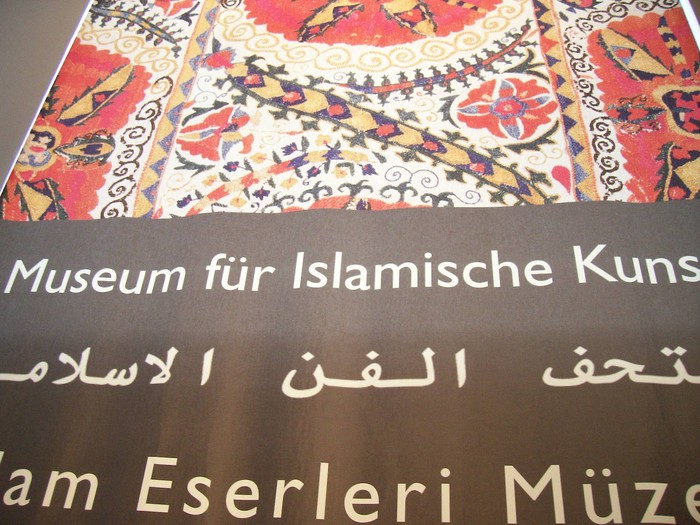 Museum für Islamische Kuns
تحف الفن الاسلام
lam Eserleri Müze